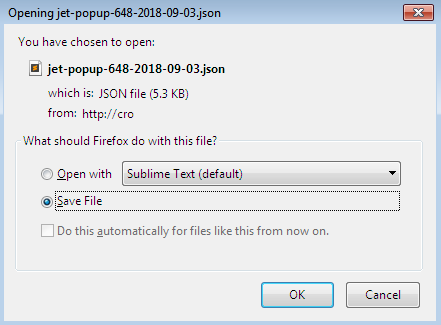 Opening jet-popup-648-2018-09-03.json
You have chosen to open:
jet-popup-648-2018-09-03.json
which is: JSON file (5.3 KB)
from: http://cro
What should Firefox do with this file?
Open with Sublime Text (default)
Save File
Do this automatically for files like this from now on.
OK Cancel